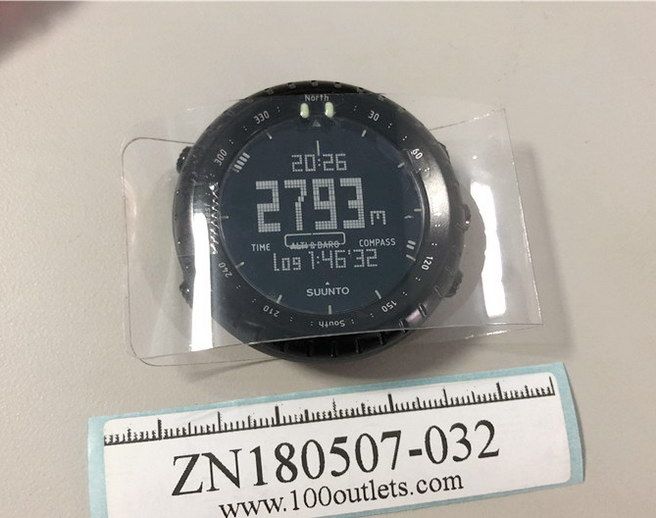 North
330 30
300 60
20:26
2793 m
TIME ALTI & BARO COMPASS
Log 1:46'32
240 120
SUUNTO
210 150
South
ZN180507-032
www.100outlets.com